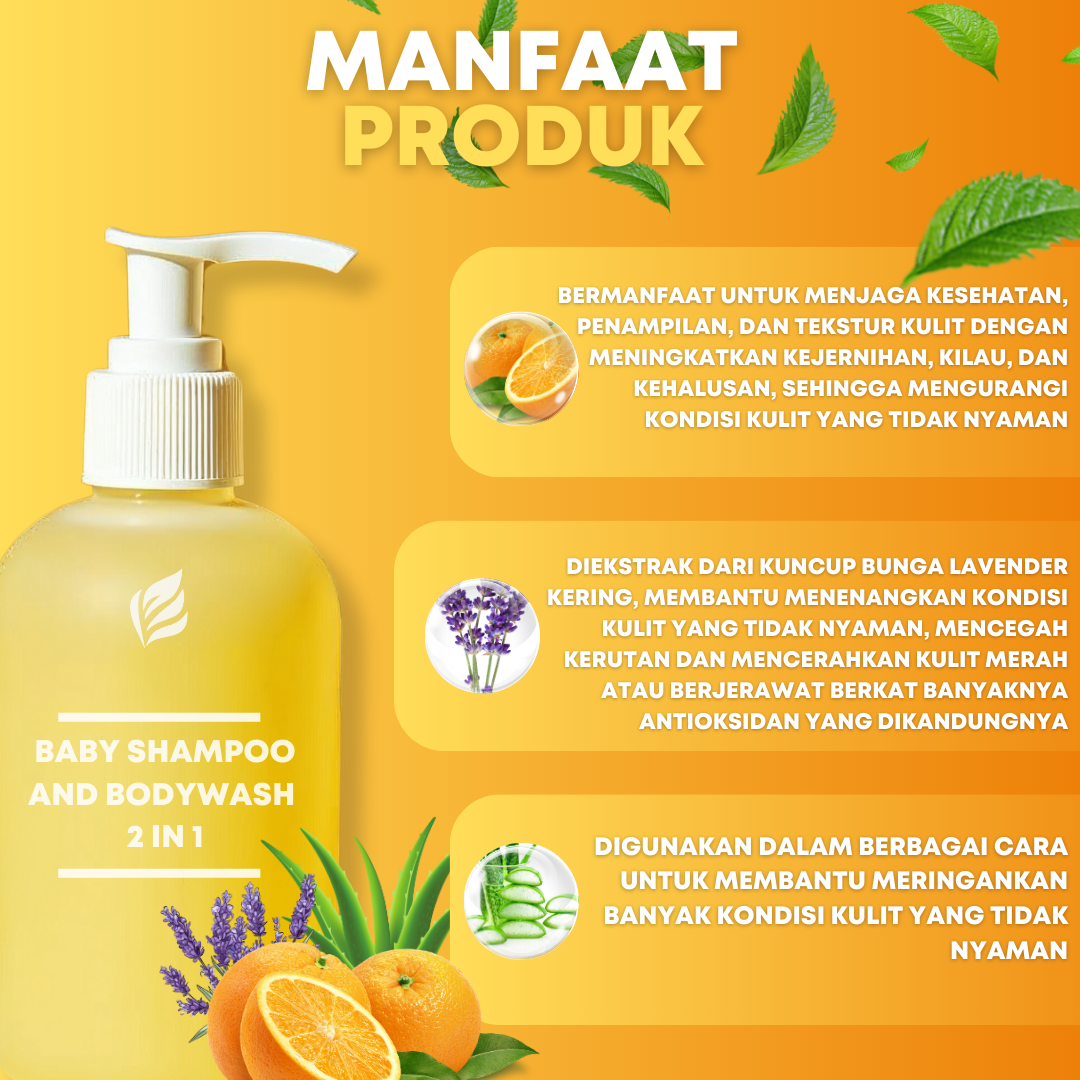 MANFAAT
PRODUK
BERMANFAAT UNTUK MENJAGA KESEHATAN,
PENAMPILAN, DAN TEKSTUR KULIT DENGAN
MENINGKATKAN KEJERNIHAN, KILAU, DAN
KEHALUSAN, SEHINGGA MENGURANGI
KONDISI KULIT YANG TIDAK NYAMAN
DIEKSTRAK DARI KUNCUP BUNGA LAVENDER
KERING, MEMBANTU MENENANGKAN KONDISI
KULIT YANG TIDAK NYAMAN, MENCEGAH
KERUTAN DAN MENCERAHKAN KULIT MERAH
ATAU BERJERAWAT BERKAT BANYAKNYA
ANTIOKSIDAN YANG DIKANDUNGNYA
DIGUNAKAN DALAM BERBAGAI CARA
UNTUK MEMBANTU MERINGANKAN
BANYAK KONDISI KULIT YANG TIDAK
NYAMAN
BABY SHAMPOO
AND BODYWASH
2 IN 1